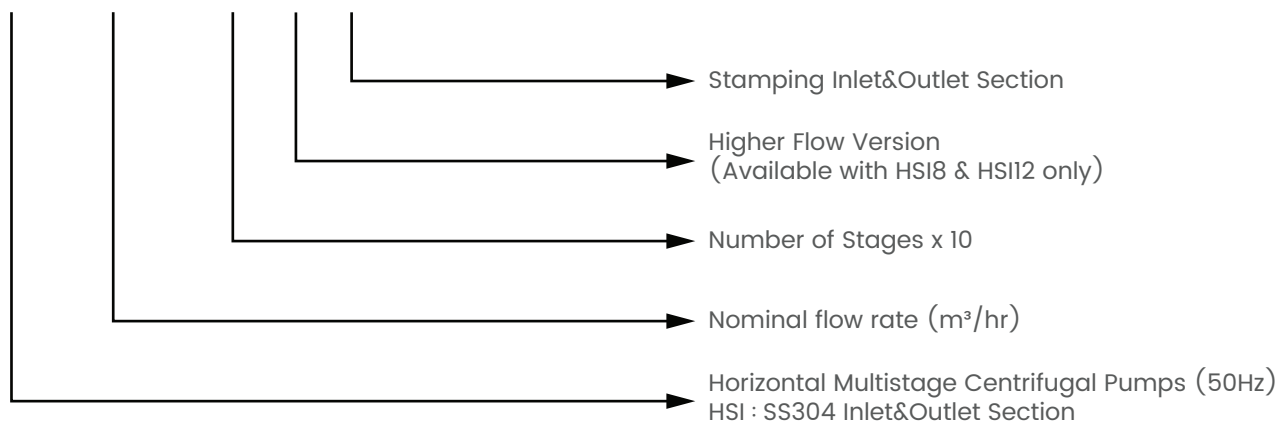 Stamping Inlet&Outlet Section
Higher Flow Version
(Available with HSI8 & HSI12 only)
Number of Stages x 10
Nominal flow rate (m³/hr)
Horizontal Multistage Centrifugal Pumps (50Hz)
HSI : SS304 Inlet&Outlet Section